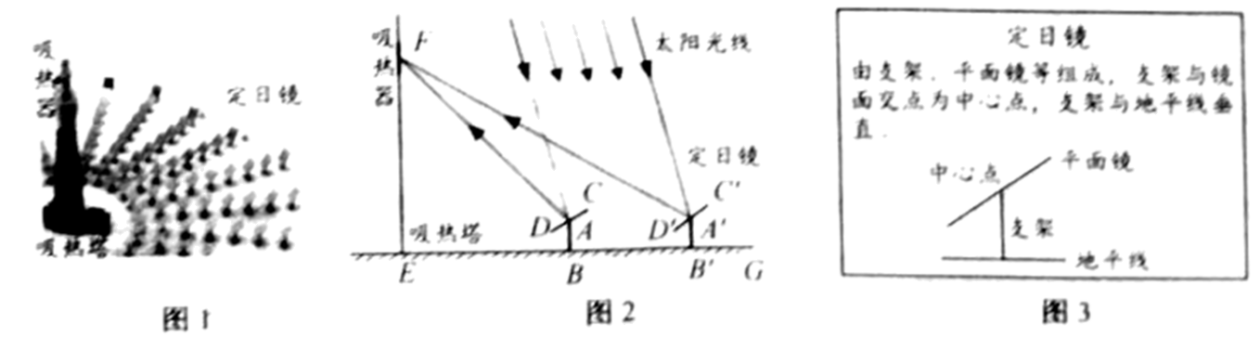 吸
热
器
定日镜
吸热塔
图1
吸
热
器
F
太阳光线
定日镜
C
D
A
C'
D'
A'
吸热塔
E
B
B'
G
图2
定日镜
由支架、平面镜等组成，支架与镜
面交点为中心点，支架与地平线垂
直.
平面镜
中心点
支架
地平线
图3